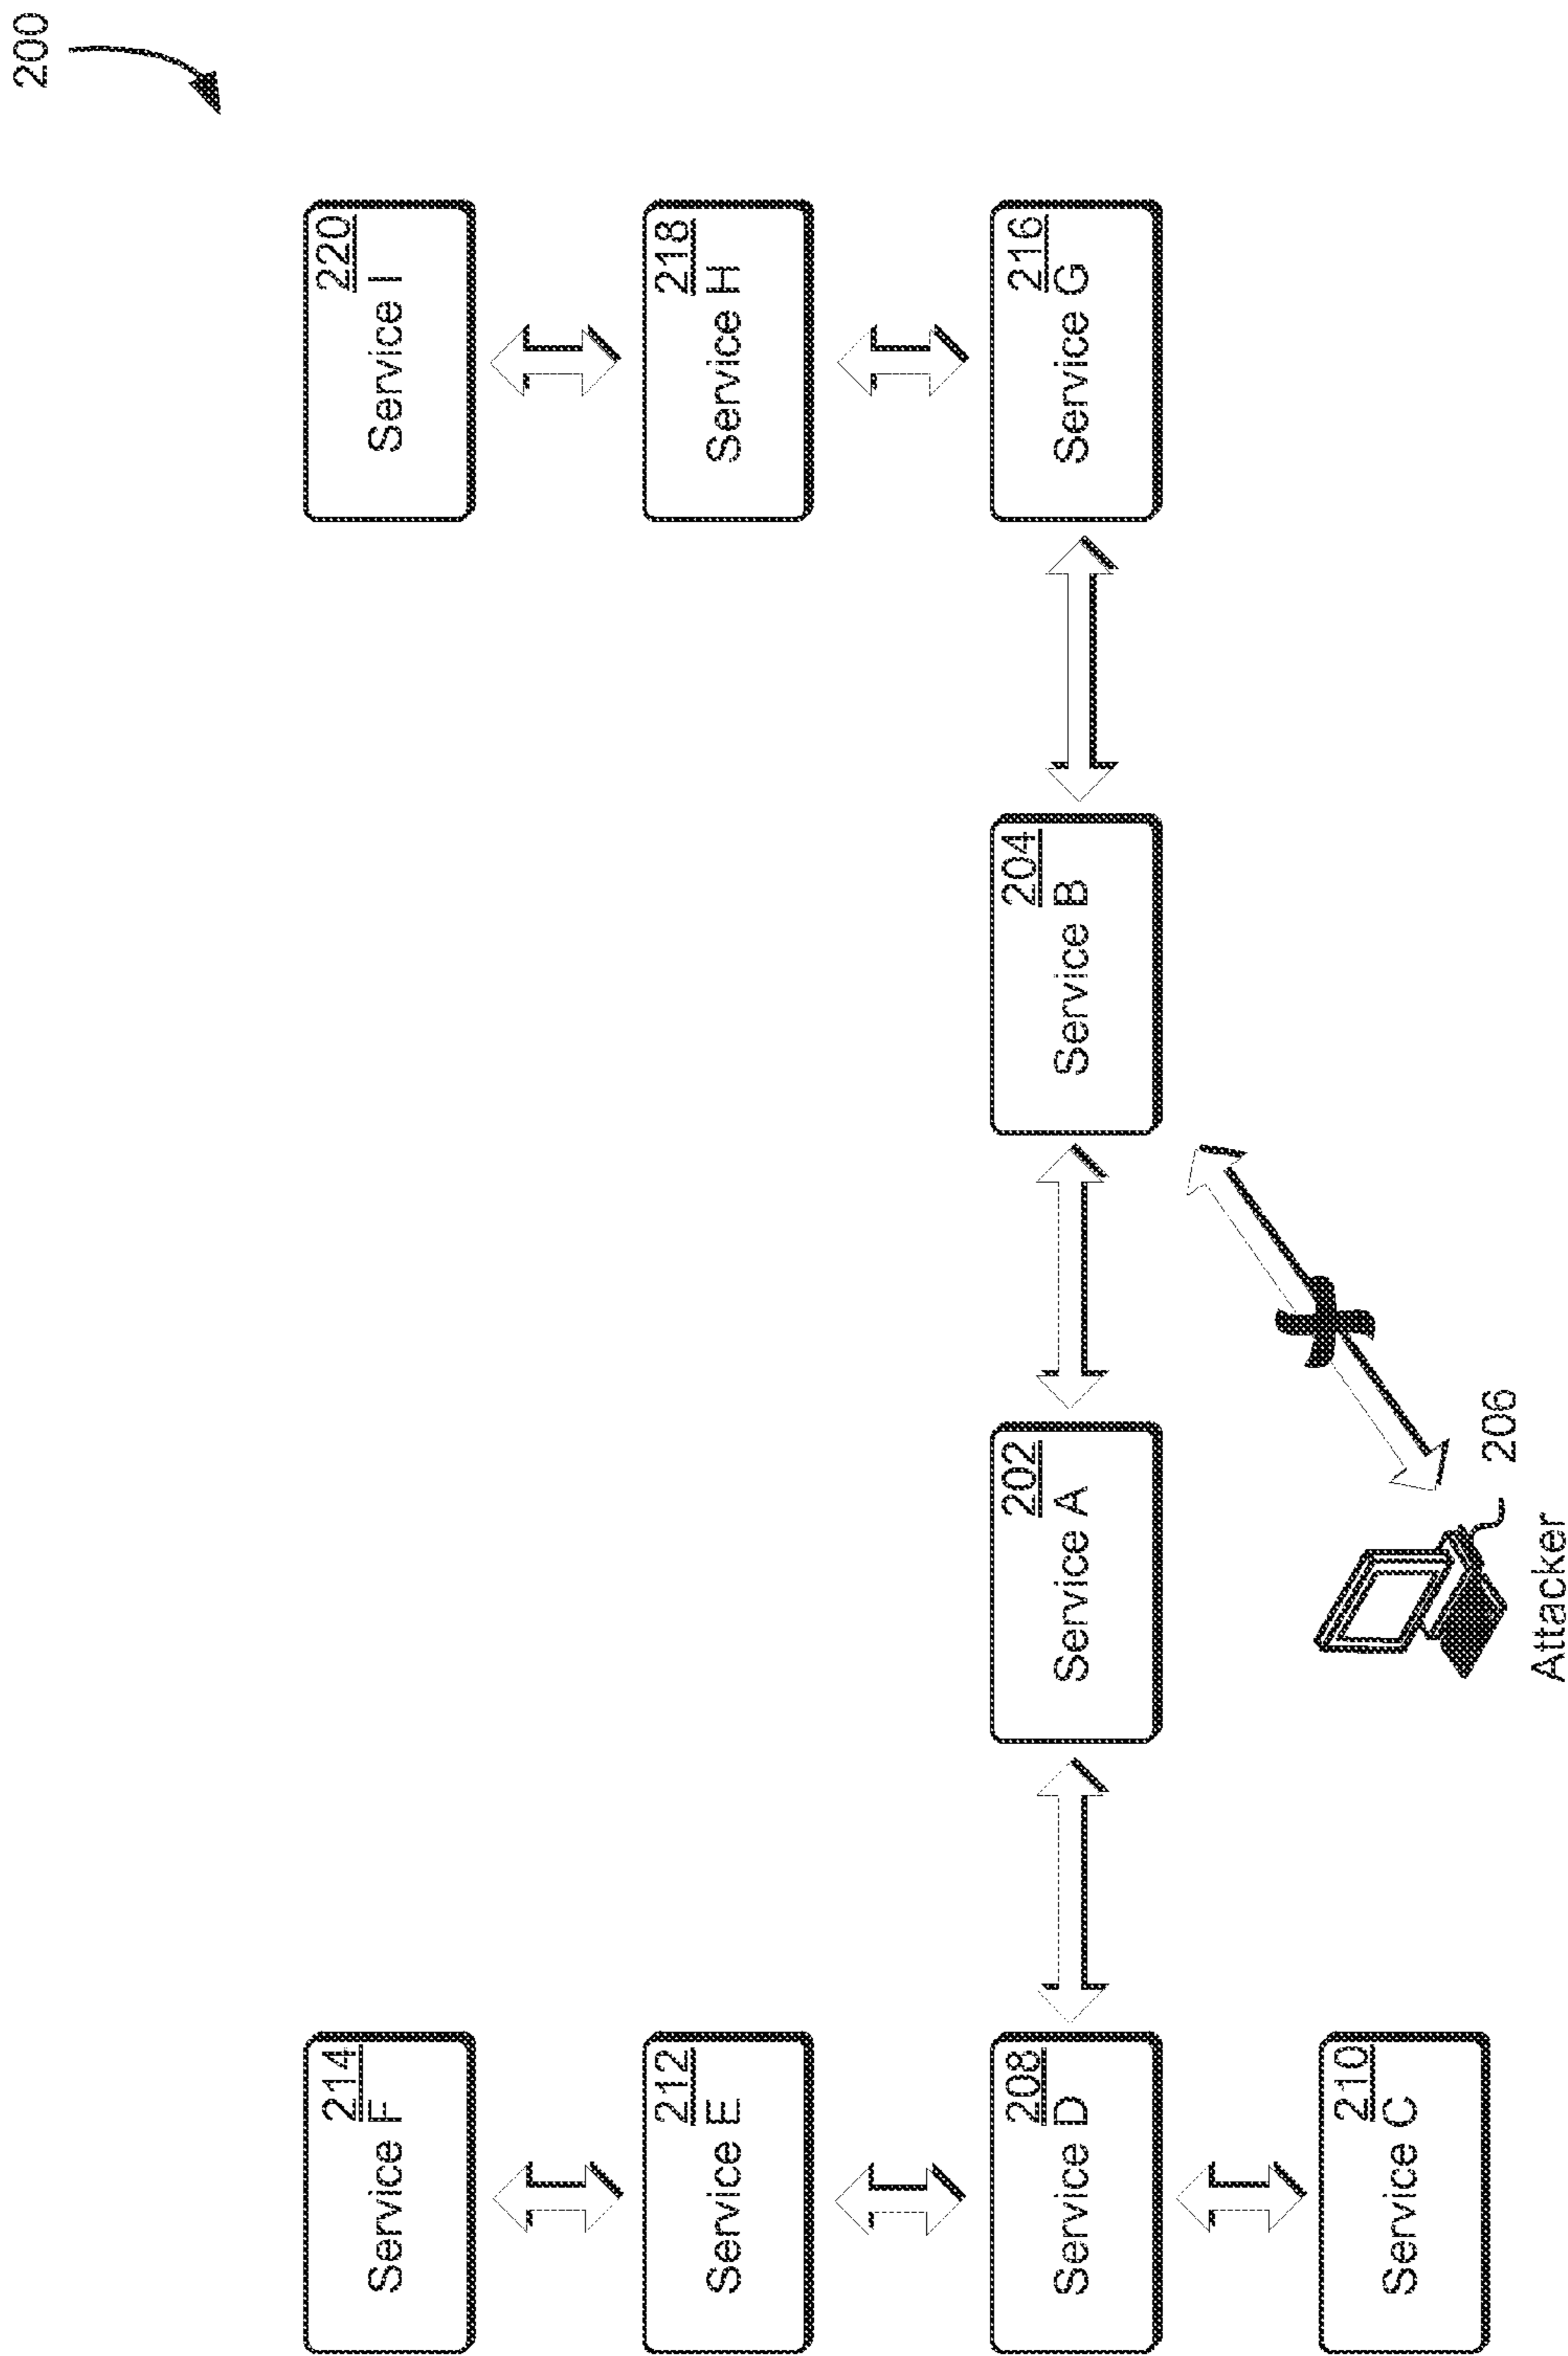 200
214
Service F
220
Service I
212
Service E
218
Service H
208
Service D
202
Service A
204
Service B
216
Service G
210
Service C
206
Attacker